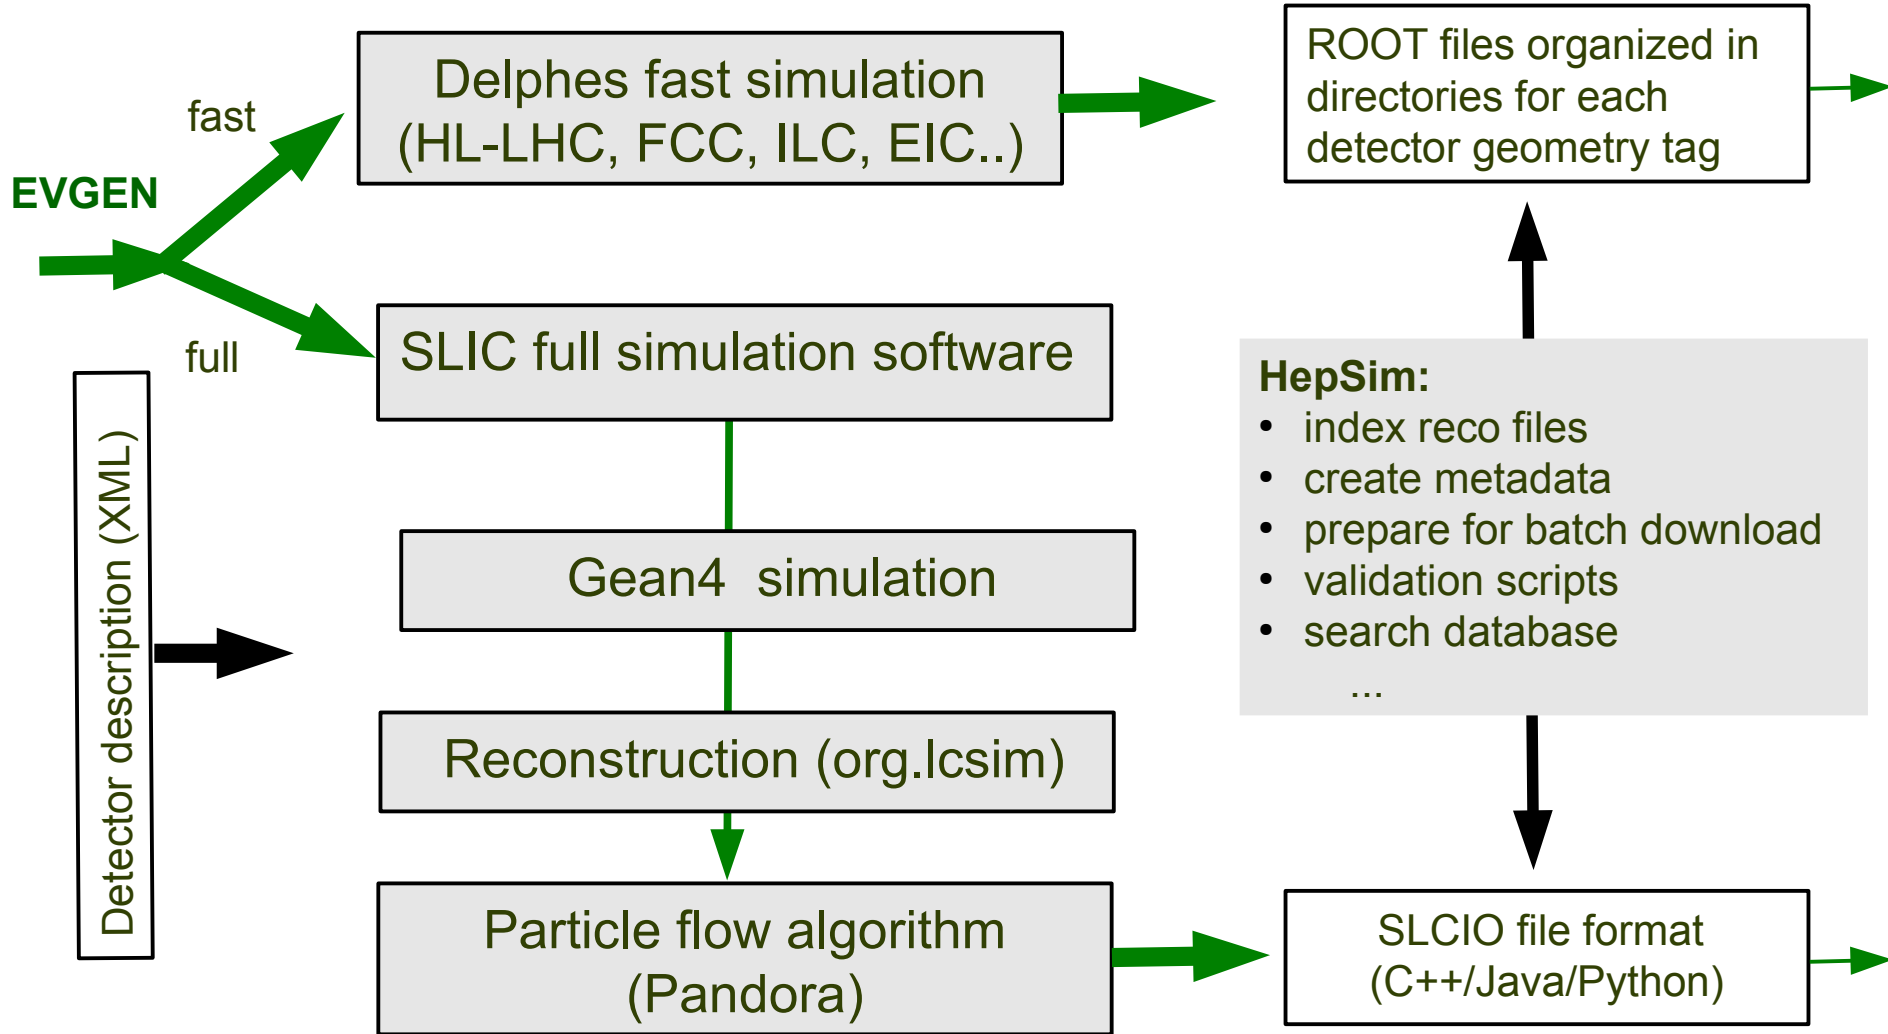 Delphes fast simulation
(HL-LHC, FCC, ILC, EIC..)
ROOT files organized in
directories for each
detector geometry tag
fast
EVGEN
full
SLIC full simulation software
HepSim:
• index reco files
• create metadata
• prepare for batch download
• validation scripts
• search database
...
Detector description (XML)
Gean4 simulation
Reconstruction (org.lcsim)
Particle flow algorithm
(Pandora)
SLCIO file format
(C++/Java/Python)